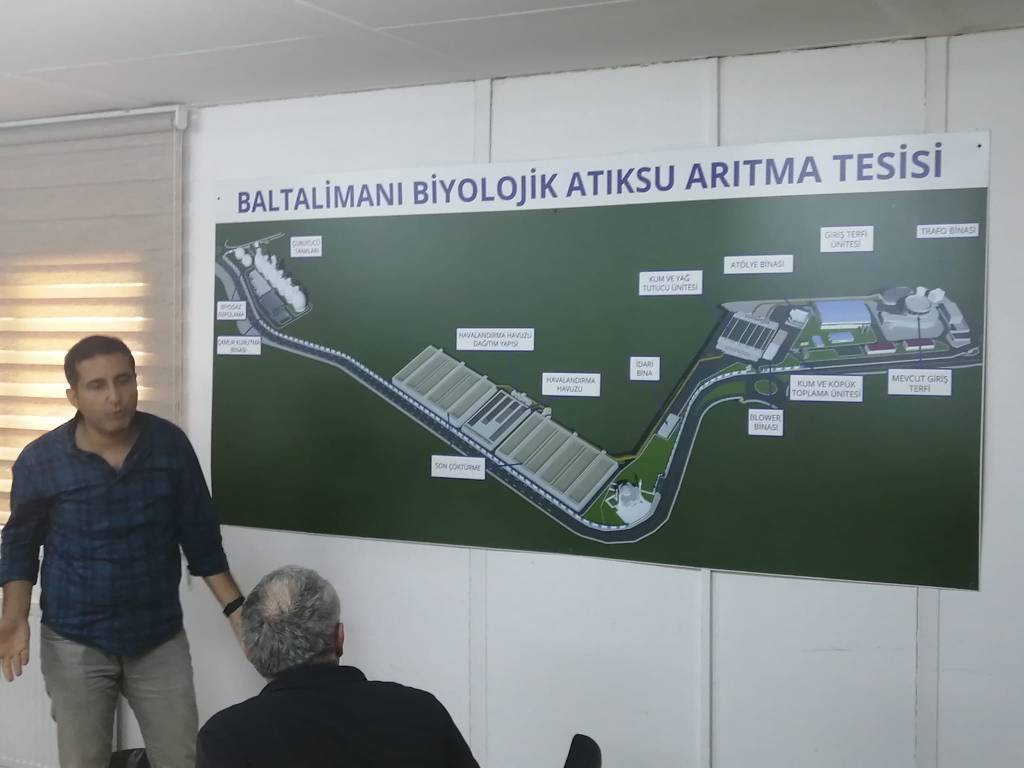 BALTALİMANI BİYOLOJİK ATIKSU ARITMA TESİSİ
ÇÜRÜTÜCÜ
TANKLARI
BİYOGAZ
DEPOLAMA
ÇAMUR KURUTMA
BİNASI
HAVALANDIRMA HAVUZU
DAĞITIM YAPISI
HAVALANDIRMA
HAVUZU
SON ÇÖKTÜRME
İDARİ
BİNA
KUM VE YAĞ
TUTUCU ÜNİTESİ
ATÖLYE BİNASI
GİRİŞ TERFİ
ÜNİTESİ
TRAFO BİNASI
BLOWER
BİNASI
KUM VE KÖPÜK
TOPLAMA ÜNİTESİ
MEVCUT GİRİŞ
TERFİ